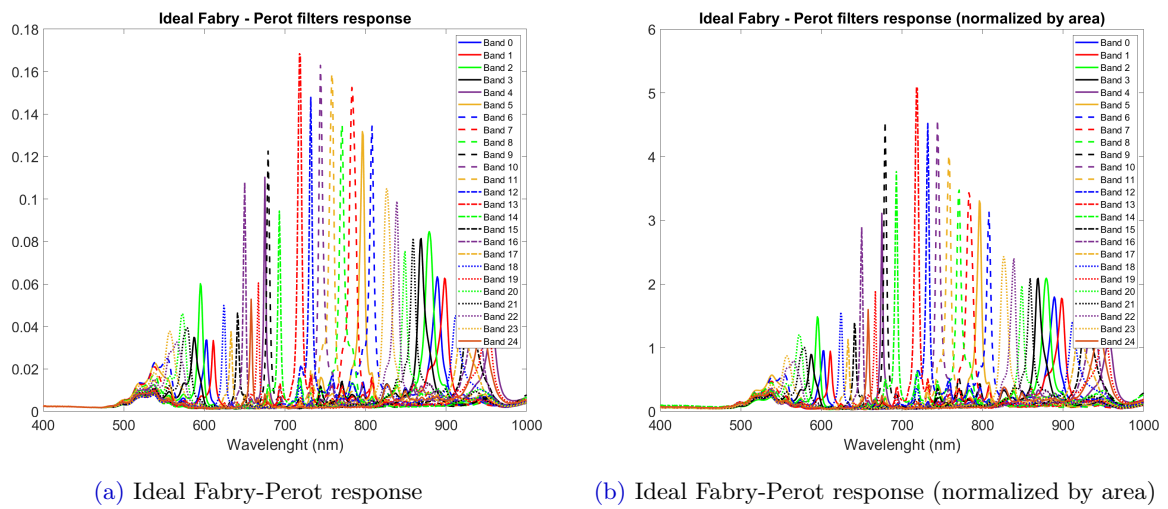 Ideal Fabry - Perot filters response
0.18
0.16
0.14
0.12
0.1
0.08
0.06
0.04
0.02
0
400
500
600
700
800
900
1000
Wavelenght (nm)
Band 0
Band 1
Band 2
Band 3
Band 4
Band 5
Band 6
Band 7
Band 8
Band 9
Band 10
Band 11
Band 12
Band 13
Band 14
Band 15
Band 16
Band 17
Band 18
Band 19
Band 20
Band 21
Band 22
Band 23
Band 24
(a) Ideal Fabry-Perot response
Ideal Fabry - Perot filters response (normalized by area)
6
5
4
3
2
1
0
400
500
600
700
800
900
1000
Wavelenght (nm)
Band 0
Band 1
Band 2
Band 3
Band 4
Band 5
Band 6
Band 7
Band 8
Band 9
Band 10
Band 11
Band 12
Band 13
Band 14
Band 15
Band 16
Band 17
Band 18
Band 19
Band 20
Band 21
Band 22
Band 23
Band 24
(b) Ideal Fabry-Perot response (normalized by area)